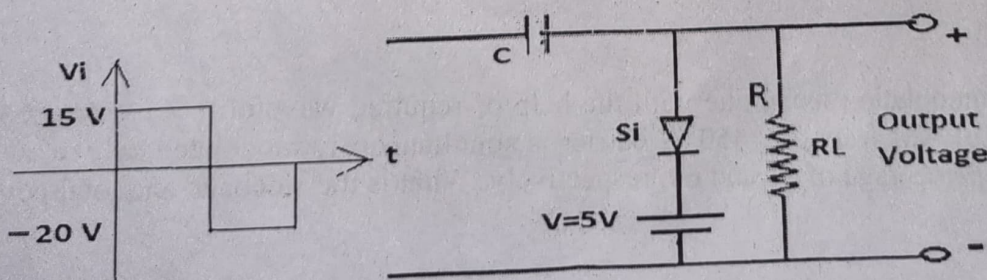 Vi
15 V
t
−20 V
C
+
Si
R
RL
Output
Voltage
V=5V
-